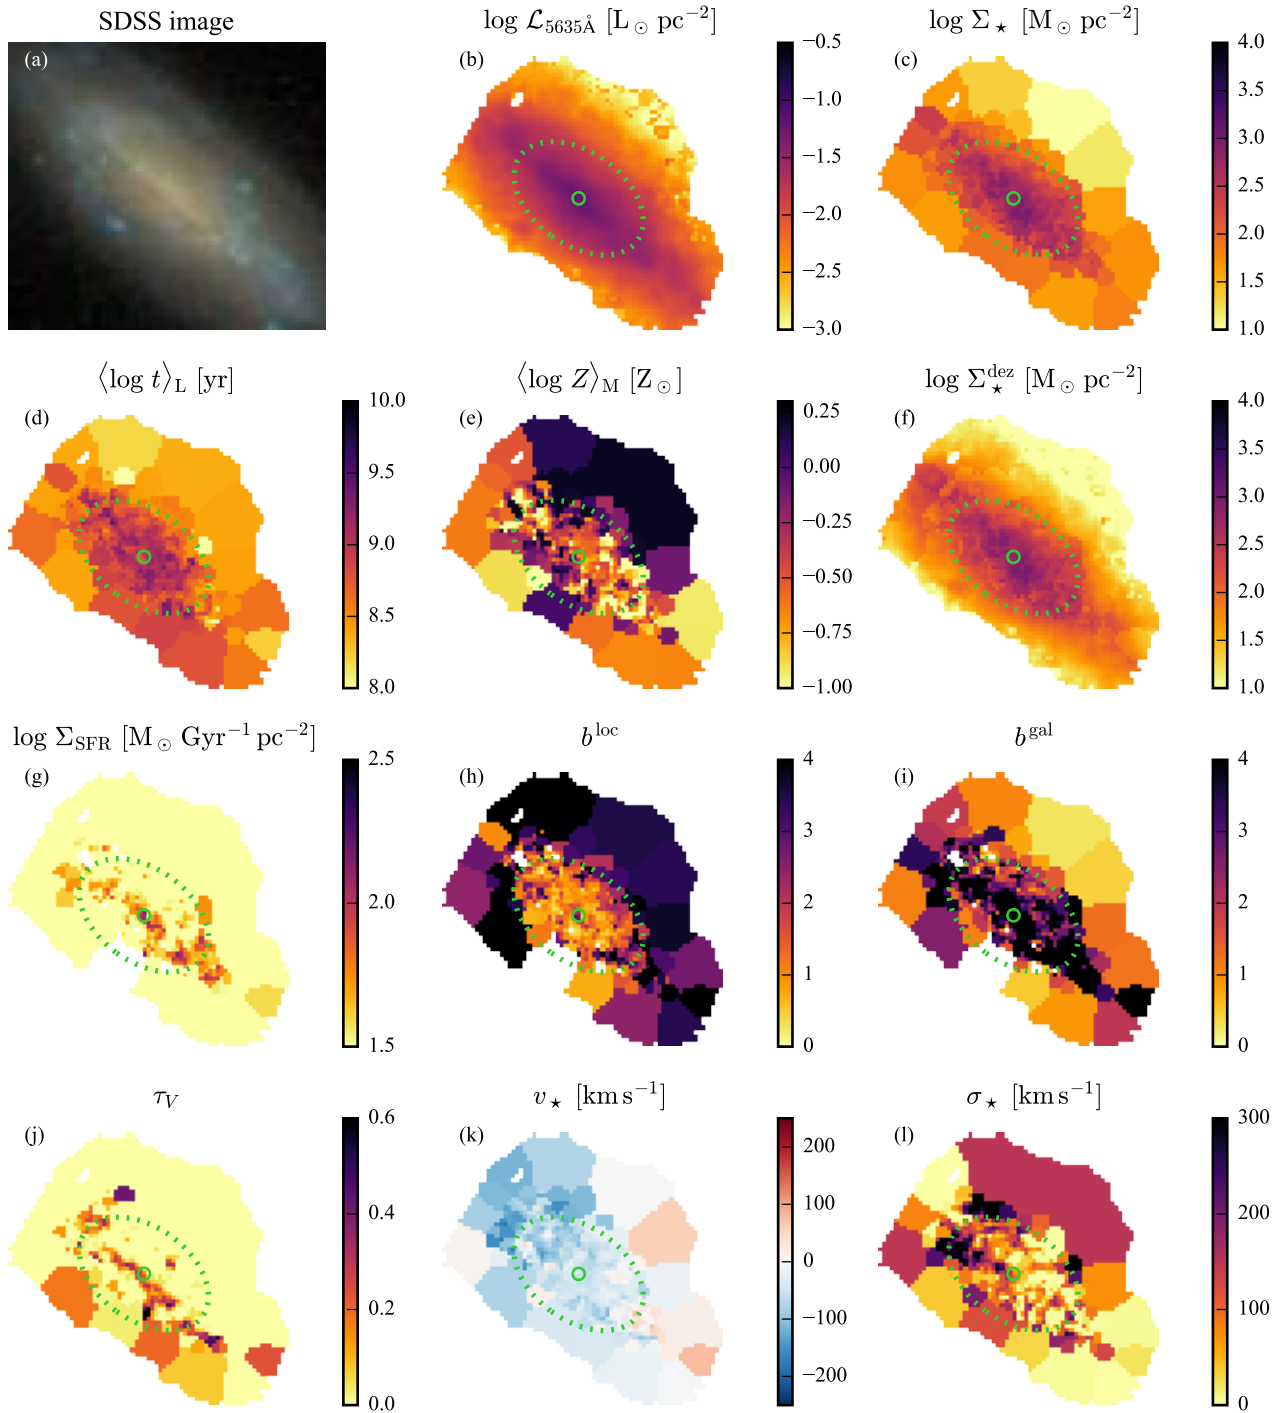 SDSS image
log ℒ₅₆₃₅Å [L⊙ pc⁻²]
log Σ⋆ [M⊙ pc⁻²]
(a)
(b)
−0.5
−1.0
−1.5
−2.0
−2.5
−3.0
(c)
4.0
3.5
3.0
2.5
2.0
1.5
1.0
⟨log t⟩L [yr]
⟨log Z⟩M [Z⊙]
log Σ⋆ᵈᵉᶻ [M⊙ pc⁻²]
(d)
10.0
9.5
9.0
8.5
8.0
(e)
0.25
0.00
−0.25
−0.50
−0.75
−1.00
(f)
4.0
3.5
3.0
2.5
2.0
1.5
1.0
log ΣSFR [M⊙ Gyr⁻¹ pc⁻²]
bˡᵒᶜ
bᵍᵃˡ
(g)
2.5
2.0
1.5
(h)
4
3
2
1
0
(i)
4
3
2
1
0
τV
v⋆ [km s⁻¹]
σ⋆ [km s⁻¹]
(j)
0.6
0.4
0.2
0.0
(k)
200
100
0
−100
−200
(l)
300
200
100
0